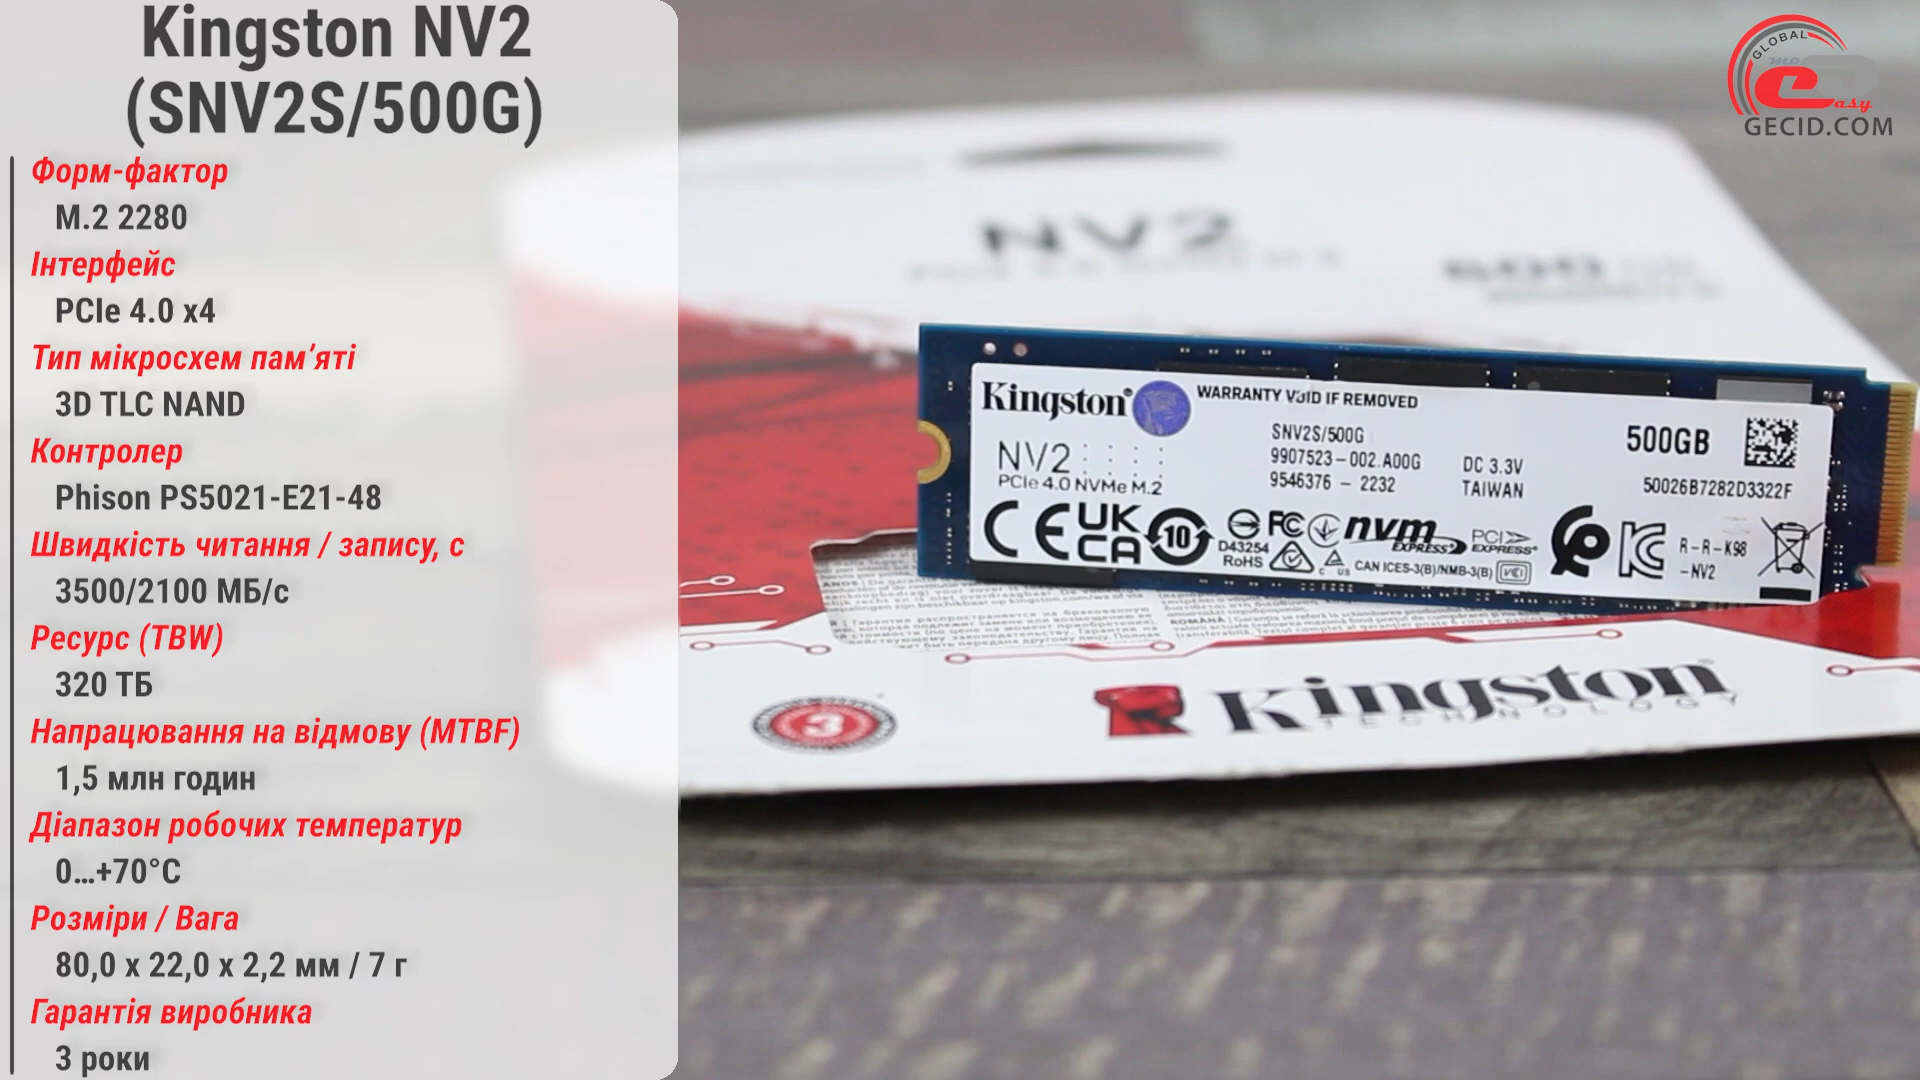 Kingston NV2
(SNV2S/500G)
Форм-фактор
M.2 2280
Інтерфейс
PCIe 4.0 x4
Тип мікросхем пам’яті
3D TLC NAND
Контролер
Phison PS5021-E21-48
Швидкість читання / запису, с
3500/2100 МБ/с
Ресурс (TBW)
320 ТБ
Напрацювання на відмову (MTBF)
1,5 млн годин
Діапазон робочих температур
0...+70°C
Розміри / Вага
80,0 x 22,0 x 2,2 мм / 7 г
Гарантія виробника
3 роки
GLOBAL
easy
GECID.COM
NV2
Kingston
WARRANTY VOID IF REMOVED
NV2
PCIe 4.0 NVMe M.2
SNV2S/500G
9907523-002.A00G
9546376 - 2232
DC 3.3V
TAIWAN
500GB
50026B7282D3322F
CE
UK
CA
10
D43254
RoHS
FC
nvm
EXPRESS
PCI
EXPRESS
CAN ICES-3(B)/NMB-3(B)
VCI
R-R-K98
-NV2
3
Kingston
TECHNOLOGY